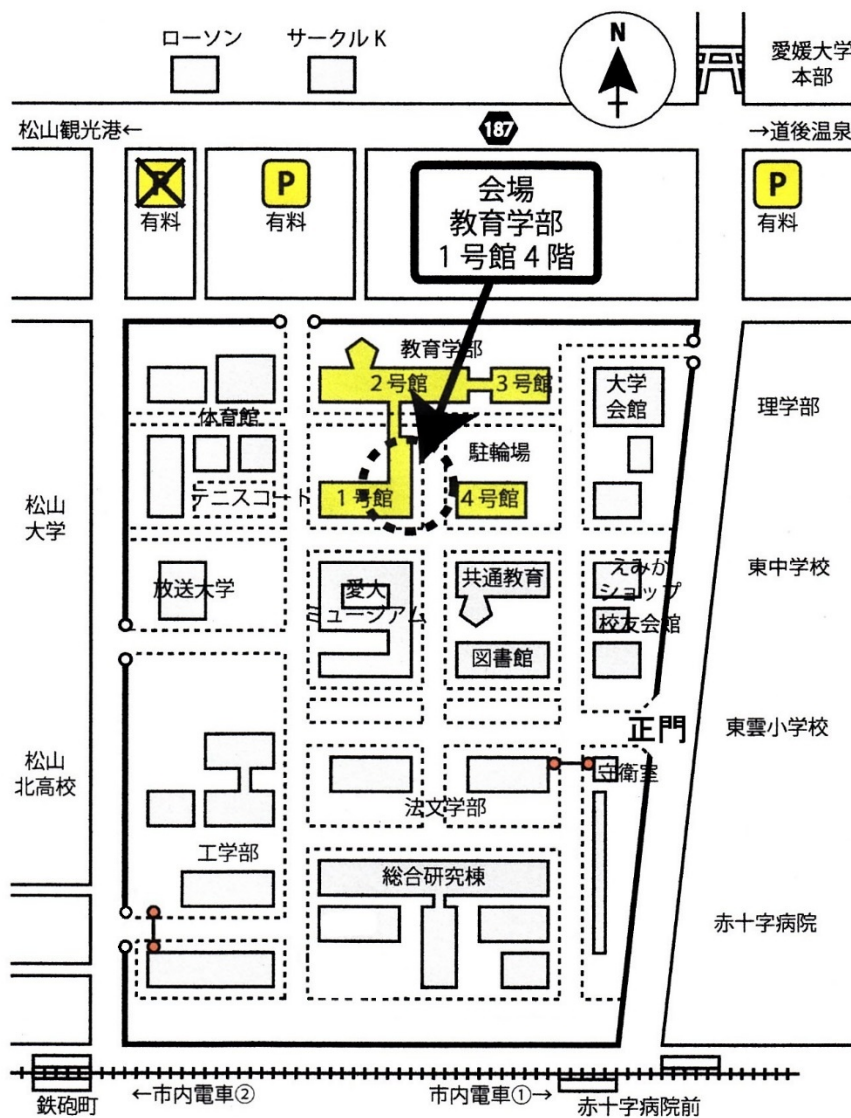 ローソン
サークルK
N
愛媛大学
本部
松山観光港←
187
→道後温泉
P
有料
P
有料
会場
教育学部
1号館4階
P
有料
教育学部
2号館
3号館
大学
会館
理学部
体育館
駐輪場
テニスコート
1号館
4号館
松山
大学
放送大学
愛大
ミュージアム
共通教育
えみか
ショップ
東中学校
校友会館
図書館
正門
東雲小学校
松山
北高校
守衛室
法文学部
工学部
総合研究棟
赤十字病院
鉄砲町
←市内電車②
市内電車①→
赤十字病院前